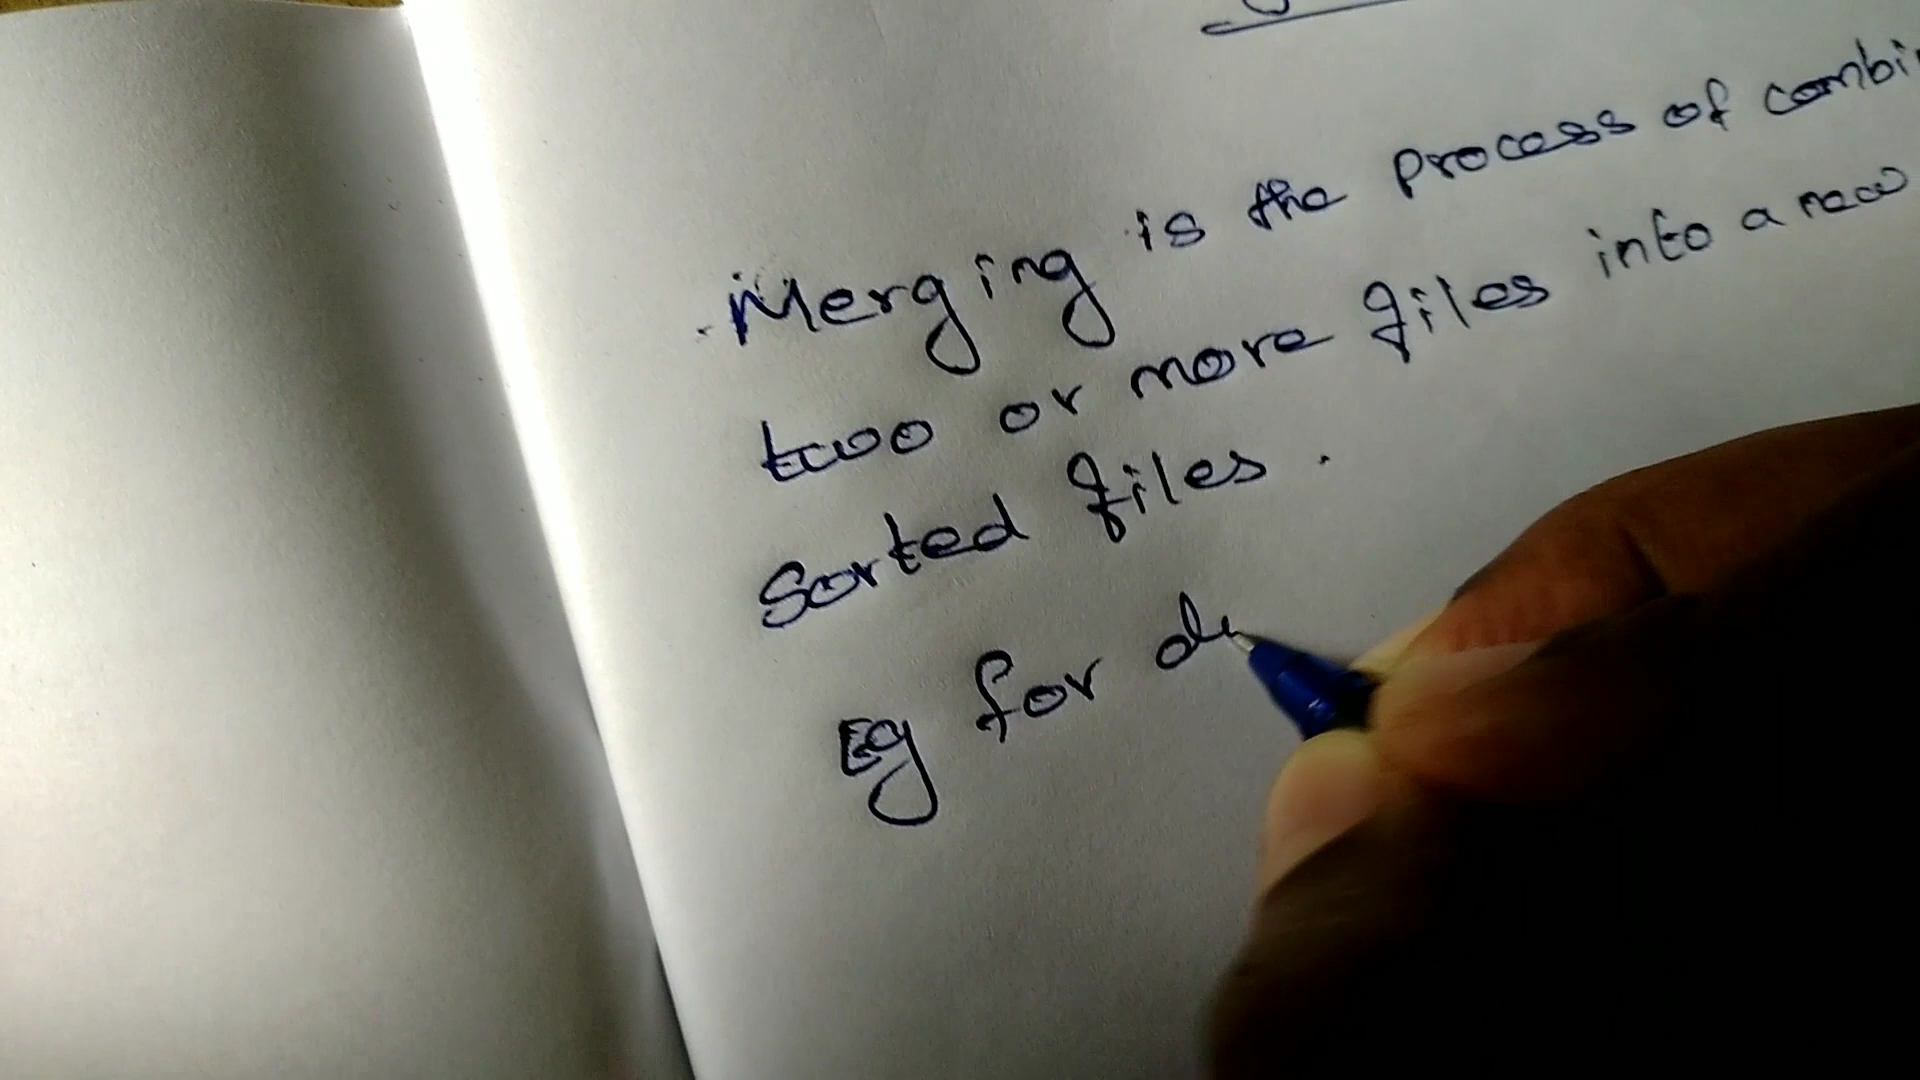 Merging is the process of combi
two or more files into a new
Sorted files.
Eg for d